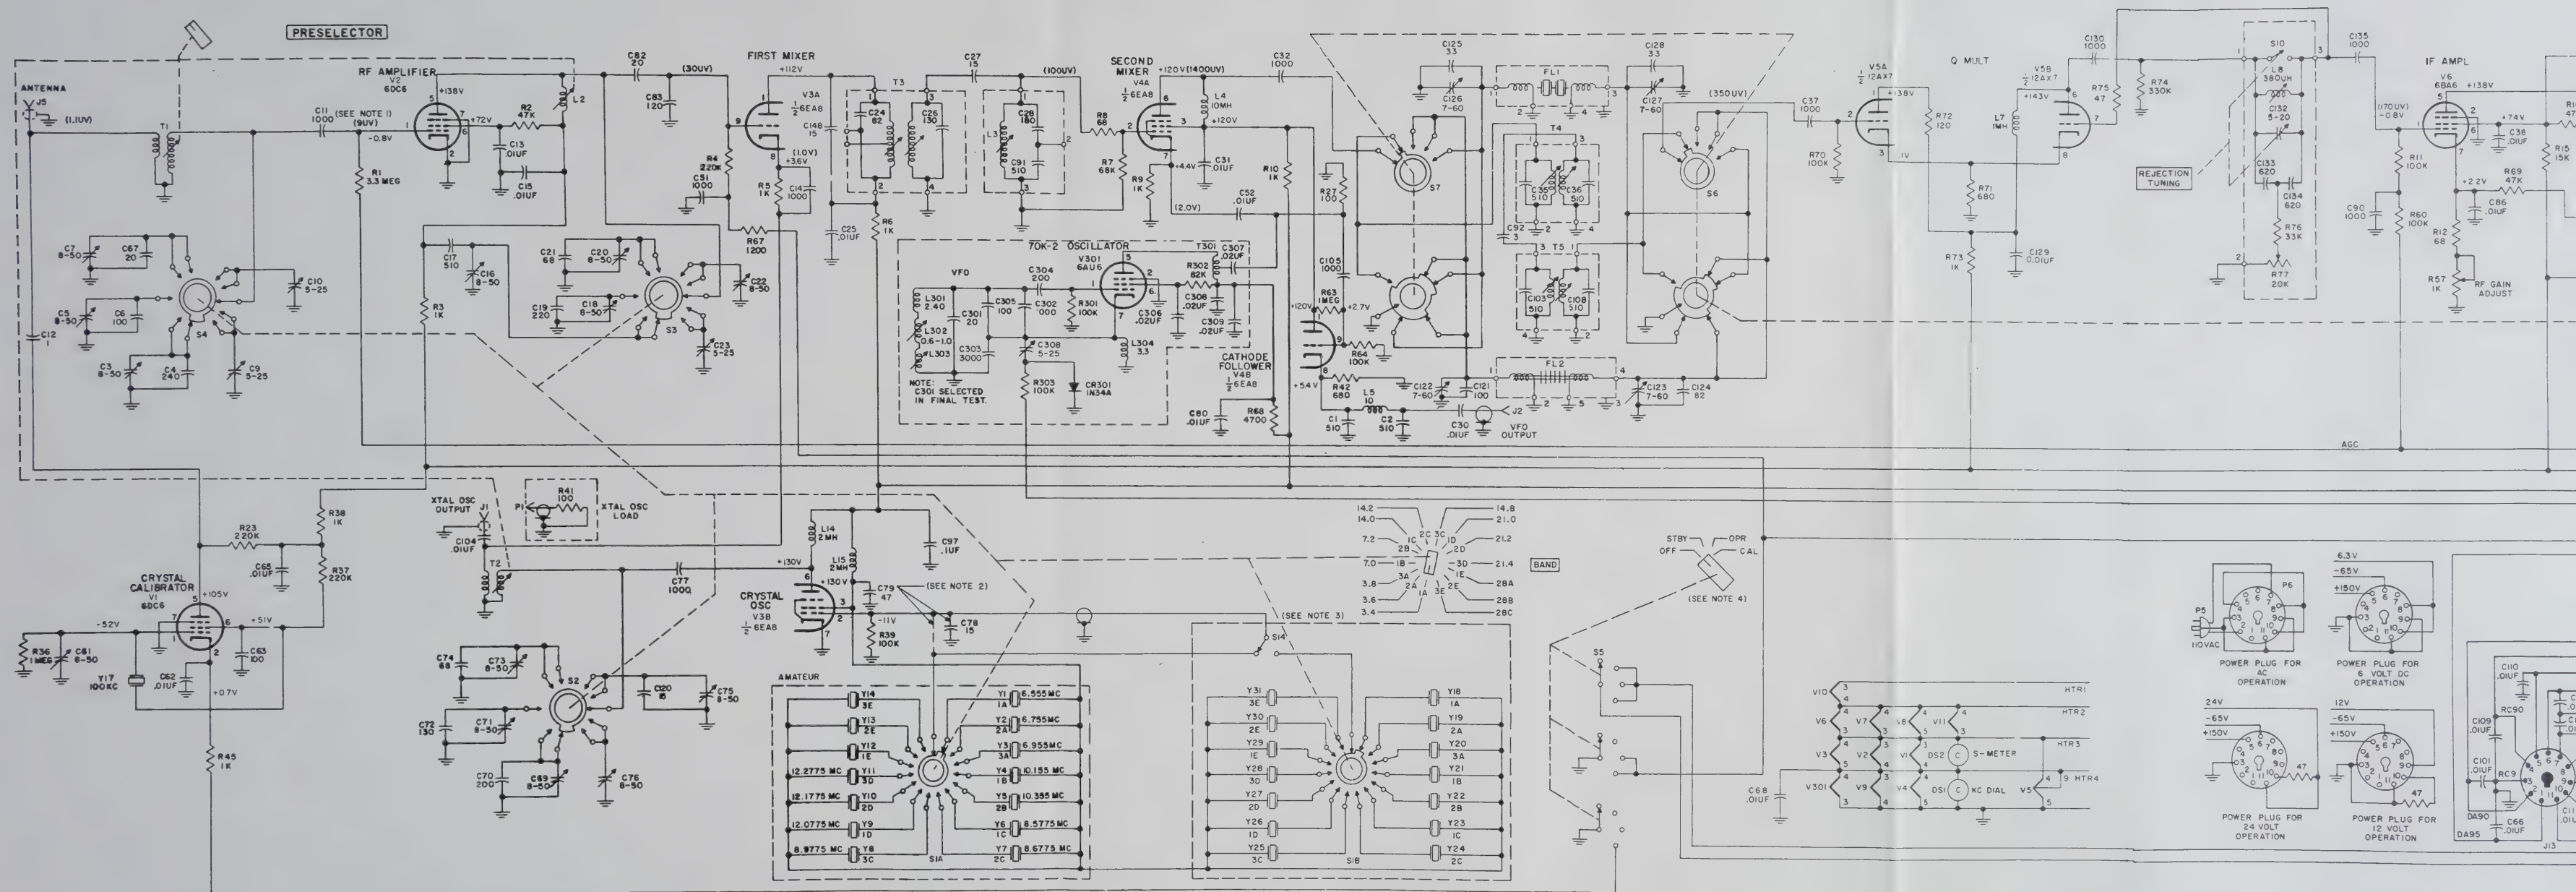 PRESELECTOR
ANTENNA
J5
(1.1UV)
T1
C11
1000
(SEE NOTE 1)
(9UV)
-0.8V
RF AMPLIFIER
V2
6DC6
+138V
5
1
7
6
2
+72V
R2
47K
L2
C13
.01UF
C15
.01UF
R1
3.3 MEG
C82
20
C83
120
(30UV)
FIRST MIXER
V3A
½6EA8
+112V
9
8
(1.0V)
+3.6V
R4
220K
C51
1000
R5
1K
C14
1000
R67
1200
C148
15
C25
.01UF
R6
1K
T3
C24
82
C26
130
C27
15
L3
C28
180
C91
510
(100UV)
SECOND
MIXER
V4A
½6EA8
+120V(1400UV)
R8
68
R7
68K
R9
1K
L4
10MH
+120V
C31
.01UF
+4.4V
(2.0V)
C52
.01UF
C32
1000
R10
1K
R27
100
C105
1000
+120V
R63
1MEG
+2.7V
R64
100K
CATHODE
FOLLOWER
V4B
½6EA8
+5.4V
R42
680
L5
10
C1
510
C2
510
C30
.01UF
J2
VFO
OUTPUT
R68
4700
C80
.01UF
70K-2 OSCILLATOR
VFO
V301
6AU6
T301
C307
.02UF
C304
200
L301
2.40
L302
0.6-1.0
L303
C301
20
C303
3000
C305
100
C302
R301
100K
C306
.02UF
R302
82K
C308
.02UF
C309
.02UF
L304
3.3
C308
5-25
R303
100K
CR301
1N34A
NOTE:
C301 SELECTED
IN FINAL TEST.
C7
8-50
C67
20
C5
8-50
C6
100
C3
8-50
C4
240
S4
C9
5-25
C10
5-25
C12
1
R3
1K
C17
510
C16
8-50
C21
68
C20
8-50
C19
220
C18
8-50
S3
C22
8-50
C23
5-25
C125
33
C126
7-60
FL1
C128
33
C127
7-60
T4
C35
510
C36
510
C92
3
T5
C103
510
C108
510
S7
S6
FL2
C122
7-60
C121
100
C123
7-60
C124
82
(350UV)
C37
1000
R70
100K
V5A
½12AX7
+138V
Q MULT
V5B
½12AX7
+143V
R72
120
L7
1MH
R71
680
R73
1K
C129
0.01UF
C130
1000
R75
47
R74
330K
REJECTION
TUNING
S10
L8
380UH
C132
5-20
C133
620
C134
620
R76
33K
R77
20K
C135
1000
IF AMPL
V6
6BA6
+138V
(170UV)
-0.8V
+74V
C38
.01UF
R11
100K
C90
1000
R60
100K
+2.2V
R69
47K
C86
.01UF
R12
68
R57
1K
RF GAIN
ADJUST
R15
15K
AGC
XTAL OSC
OUTPUT
J1
C104
.01UF
P1
R41
100
XTAL OSC
LOAD
T2
R38
1K
R23
220K
C65
.01UF
R37
220K
CRYSTAL
CALIBRATOR
V1
6DC6
+105V
-52V
+51V
R36
1MEG
C61
8-50
Y17
100KC
C62
.01UF
C63
100
+0.7V
R45
1K
C74
68
C73
8-50
C72
130
C71
8-50
C70
200
C69
8-50
S2
C120
15
C75
8-50
C76
8-50
C77
1000
L14
2MH
L15
2MH
+130V
+130V
C97
.1UF
CRYSTAL
OSC
V3B
½6EA8
C79
47
(SEE NOTE 2)
-11V
R39
100K
C78
15
AMATEUR
Y14
3E
Y13
2E
Y12
1E
12.2775 MC
Y11
3D
12.1775 MC
Y10
2D
12.0775 MC
Y9
1D
8.9775 MC
Y8
3C
Y1
1A
6.555MC
Y2
2A
6.755MC
Y3
3A
6.955MC
Y4
1B
10.155 MC
Y5
2B
10.355 MC
Y6
1C
8.5775MC
Y7
2C
8.6775 MC
S1A
(SEE NOTE 3)
S14
Y31
3E
Y30
2E
Y29
1E
Y28
3D
Y27
2D
Y26
1D
Y25
3C
Y18
1A
Y19
2A
Y20
3A
Y21
1B
Y22
2B
Y23
1C
Y24
2C
S1B
14.2
14.0
7.2
7.0
3.8
3.6
3.4
14.8
21.0
21.2
21.4
28A
28B
28C
2C
3C
1C
1D
2B
2D
1B
3D
3A
1E
2A
2E
1A
3E
BAND
STBY
OPR
OFF
CAL
(SEE NOTE 4)
S5
C68
.01UF
V10
V6
V7
V8
V11
V3
V2
V1
DS2
C
S-METER
V301
V9
V4
DS1
C
KC DIAL
V5
HTR1
HTR2
HTR3
HTR4
P5
110VAC
P6
POWER PLUG FOR
AC
OPERATION
6.3V
-65V
+150V
POWER PLUG FOR
6 VOLT DC
OPERATION
24V
-65V
+150V
47
POWER PLUG FOR
24 VOLT
OPERATION
12V
-65V
+150V
47
POWER PLUG FOR
12 VOLT
OPERATION
C110
.01UF
C109
.01UF
RC90
C101
.01UF
RC9
DA90
DA95
C66
.01UF
J13